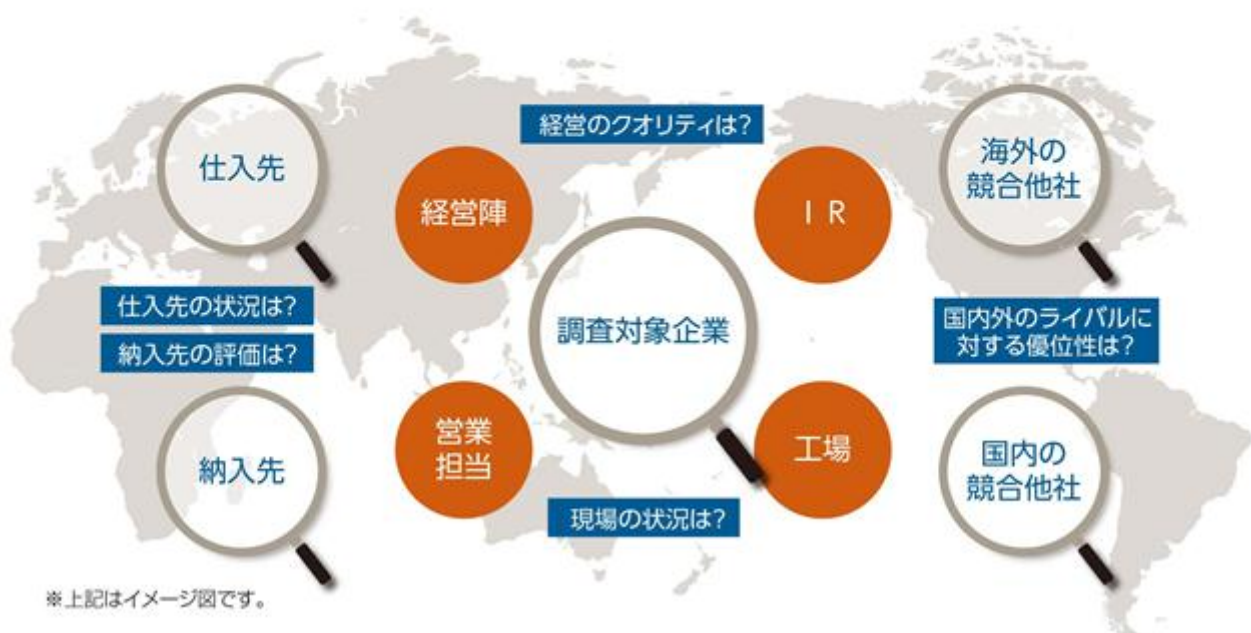 経営のクオリティは?
仕入先
経営陣
I R
海外の
競合他社
調査対象企業
仕入先の状況は?
納入先の評価は?
国内外のライバルに
対する優位性は?
納入先
営業
担当
工場
国内の
競合他社
現場の状況は?
※上記はイメージ図です。